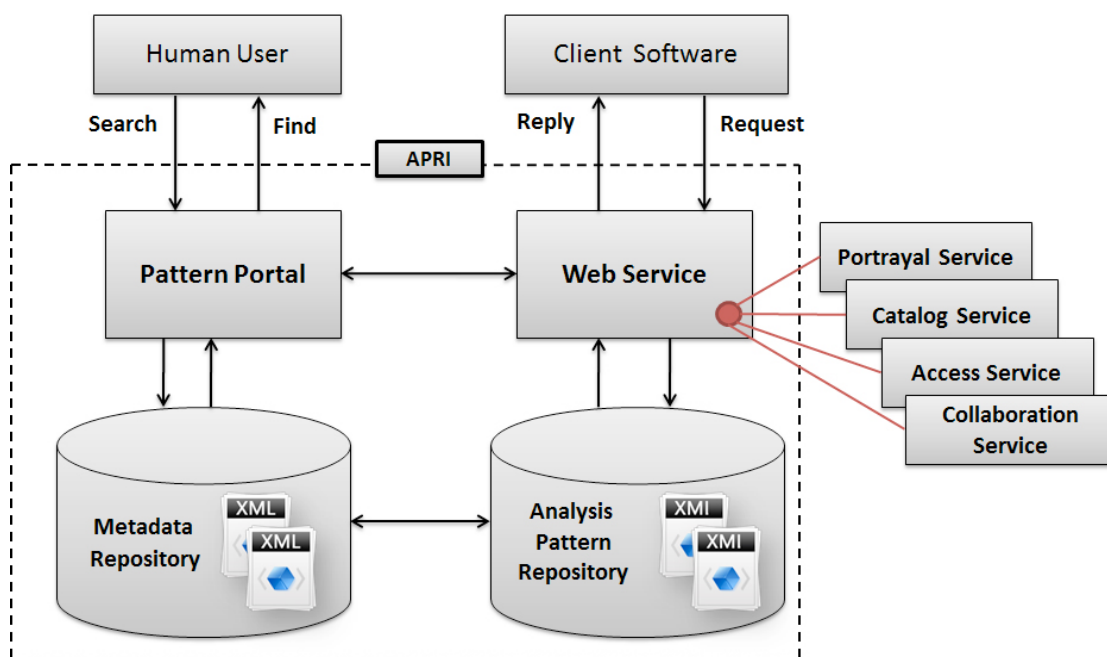 Human User
Client Software
Search
Find
Reply
Request
APRI
Pattern Portal
Web Service
Portrayal Service
Catalog Service
Access Service
Collaboration
Service
Metadata
Repository
XML
XML
Analysis
Pattern
Repository
XMI
XMI